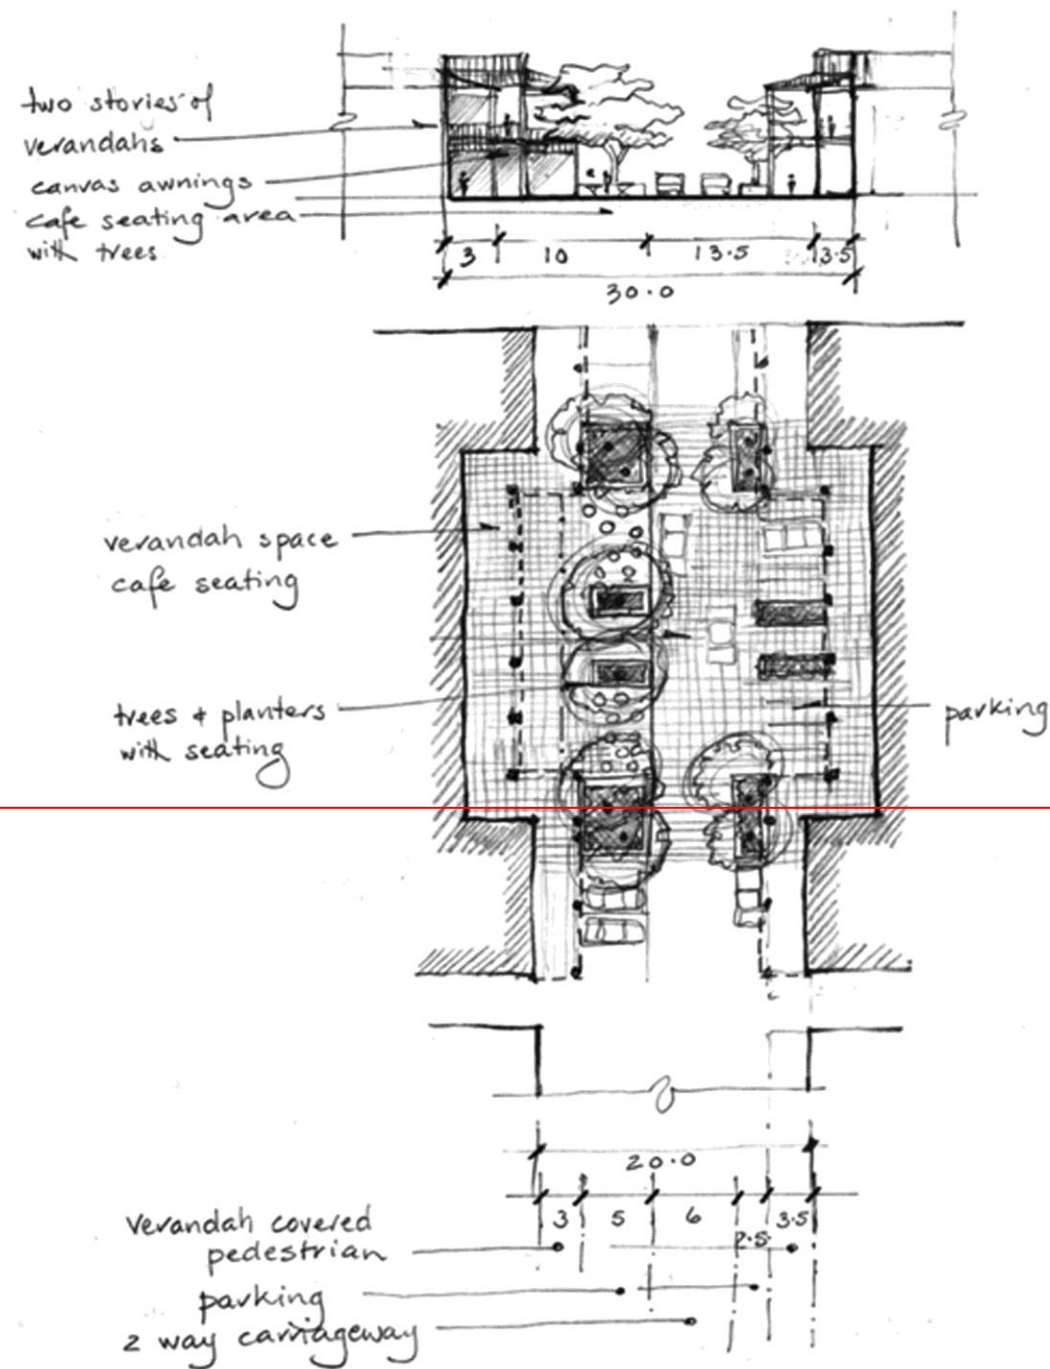 two stories of
verandahs
canvas awnings
cafe seating area
with trees
3 10 13.5 3.5
30.0
verandah space
cafe seating
trees & planters
with seating
parking
20.0
3 5 6 2.5 3.5
Verandah covered
pedestrian
parking
2 way carriageway